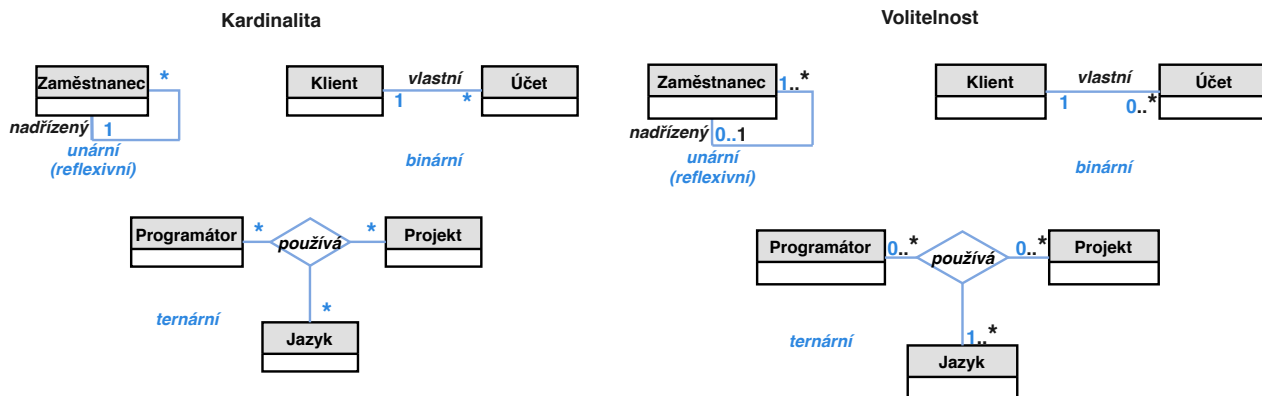 Kardinalita
Zaměstnanec
*
nadřízený
1
unární
(reflexivní)
Klient
vlastní
Účet
1
*
binární
Programátor
*
používá
*
Projekt
ternární
*
Jazyk
Volitelnost
Zaměstnanec
1..*
nadřízený
0..1
unární
(reflexivní)
Klient
vlastní
Účet
1
0..*
binární
Programátor
0..*
používá
0..*
Projekt
ternární
1..*
Jazyk